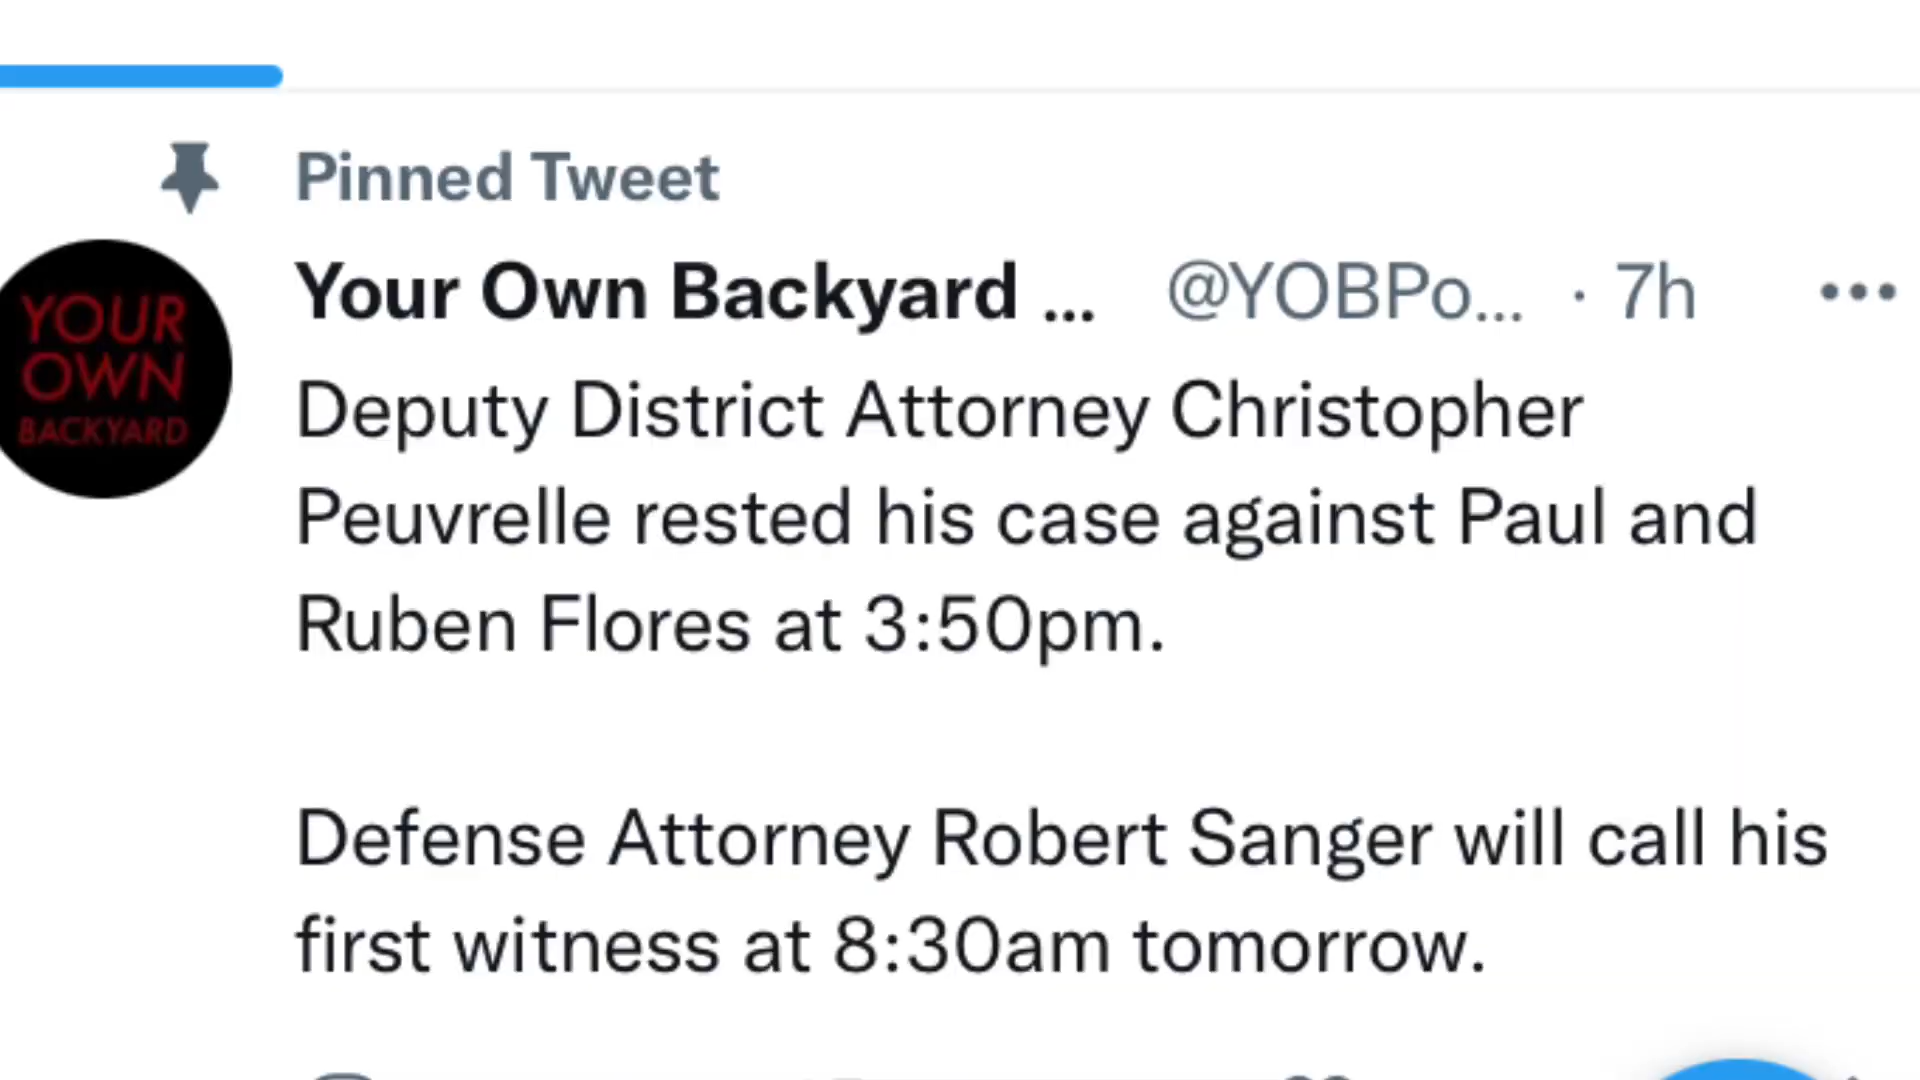 Pinned Tweet
Your Own Backyard ... @YOBPo... · 7h
YOUR
OWN
BACKYARD
Deputy District Attorney Christopher
Peuvrelle rested his case against Paul and
Ruben Flores at 3:50pm.
Defense Attorney Robert Sanger will call his
first witness at 8:30am tomorrow.